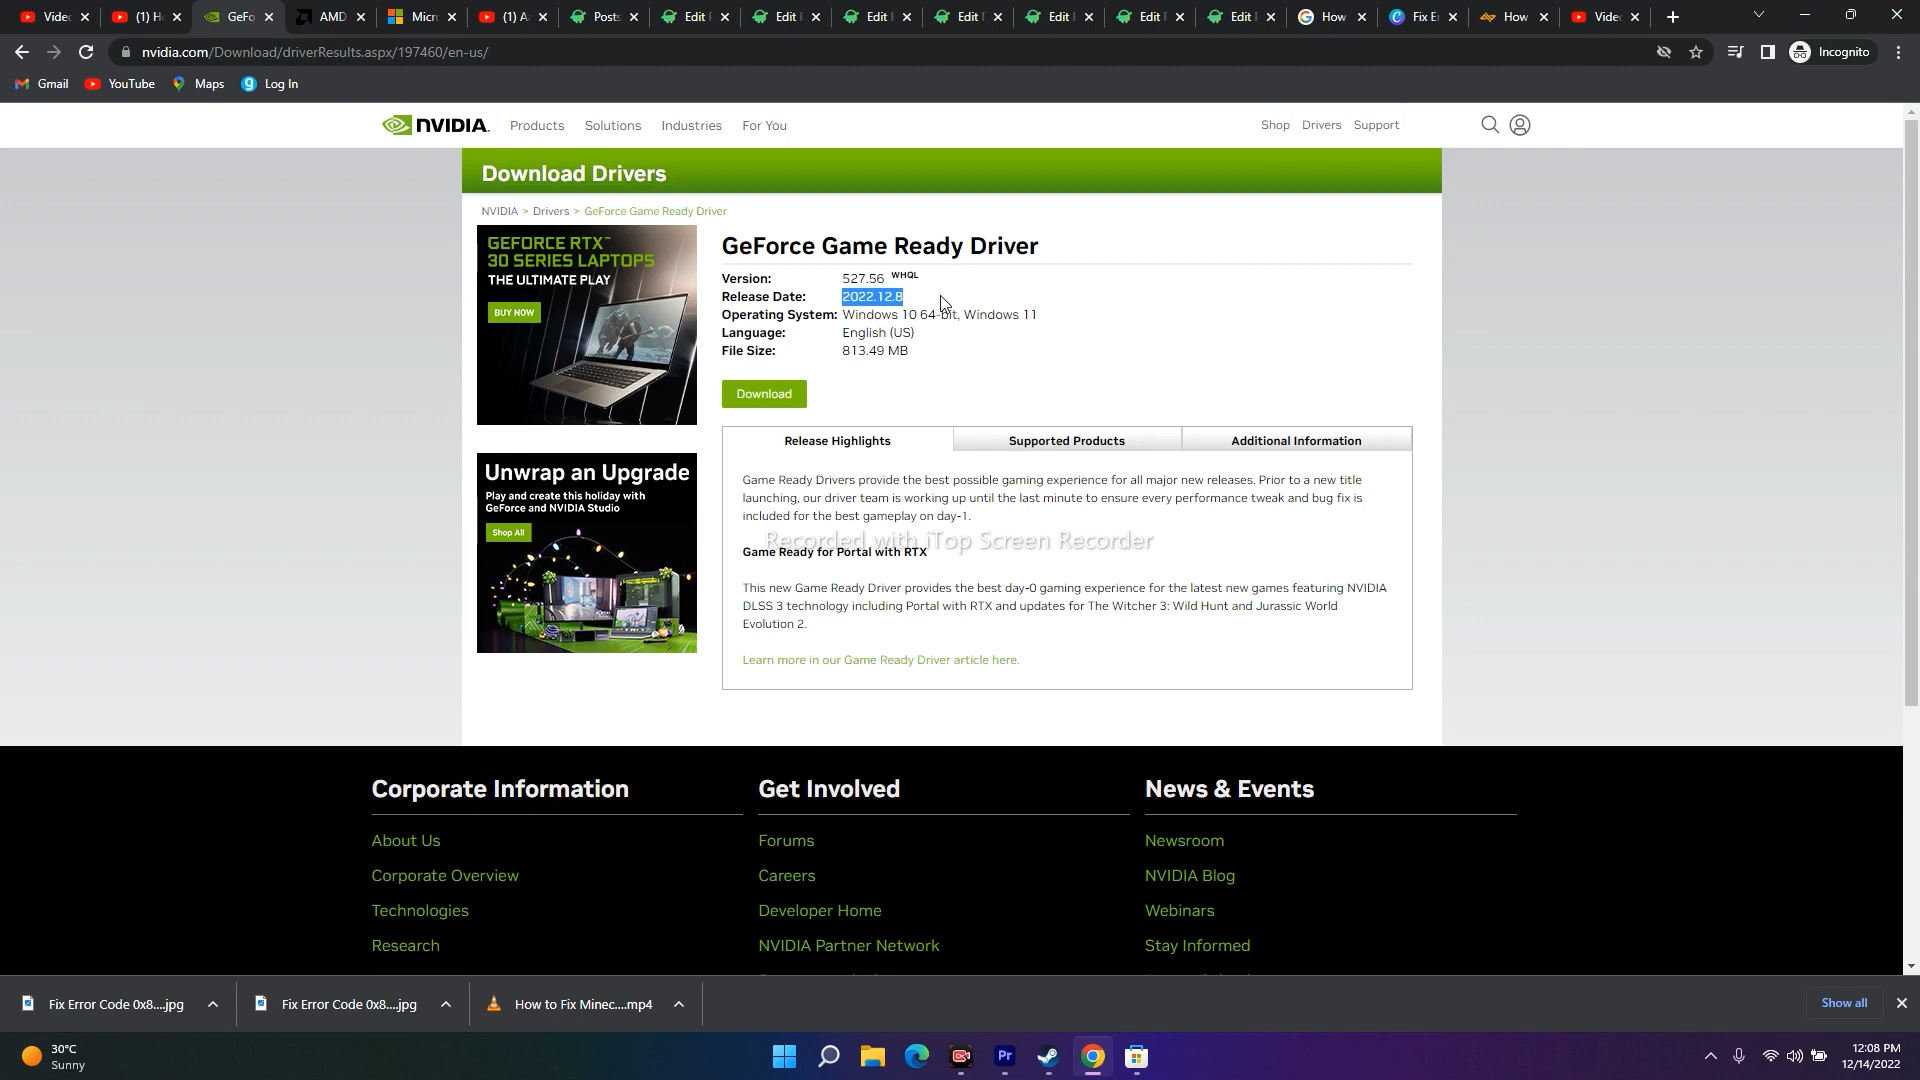 Vide
(1) H
GeFo
AMD
Micr
(1) A
Posts
Edit
Edit
Edit
Edit
Edit
Edit
Edit
How
Fix E
How
Vide
nvidia.com/Download/driverResults.aspx/197460/en-us/
Incognito
Gmail
YouTube
Maps
Log In
NVIDIA.
Products
Solutions
Industries
For You
Shop
Drivers
Support
Download Drivers
NVIDIA > Drivers > GeForce Game Ready Driver
GEFORCE RTX™
30 SERIES LAPTOPS
THE ULTIMATE PLAY
BUY NOW
GeForce Game Ready Driver
Version: 527.56 WHQL
Release Date: 2022.12.8
Operating System: Windows 10 64-bit, Windows 11
Language: English (US)
File Size: 813.49 MB
Download
Unwrap an Upgrade
Play and create this holiday with
GeForce and NVIDIA Studio
Shop All
Release Highlights
Supported Products
Additional Information
Game Ready Drivers provide the best possible gaming experience for all major new releases. Prior to a new title
launching, our driver team is working up until the last minute to ensure every performance tweak and bug fix is
included for the best gameplay on day-1.
Recorded with iTop Screen Recorder
Game Ready for Portal with RTX
This new Game Ready Driver provides the best day-0 gaming experience for the latest new games featuring NVIDIA
DLSS 3 technology including Portal with RTX and updates for The Witcher 3: Wild Hunt and Jurassic World
Evolution 2.
Learn more in our Game Ready Driver article here.
Corporate Information
About Us
Corporate Overview
Technologies
Research
Get Involved
Forums
Careers
Developer Home
NVIDIA Partner Network
News & Events
Newsroom
NVIDIA Blog
Webinars
Stay Informed
Fix Error Code 0x8....jpg
Fix Error Code 0x8....jpg
How to Fix Minec....mp4
Show all
30°C
Sunny
Pr
12:08 PM
12/14/2022